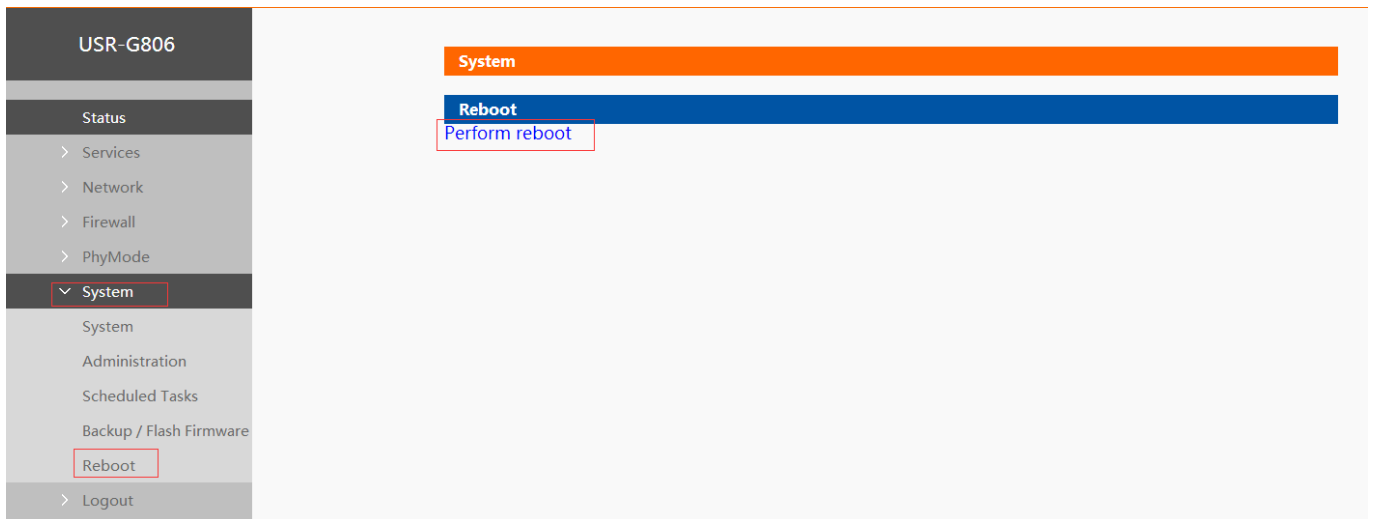 USR-G806
Status
Services
Network
Firewall
PhyMode
System
System
Administration
Scheduled Tasks
Backup / Flash Firmware
Reboot
Logout
System
Reboot
Perform reboot